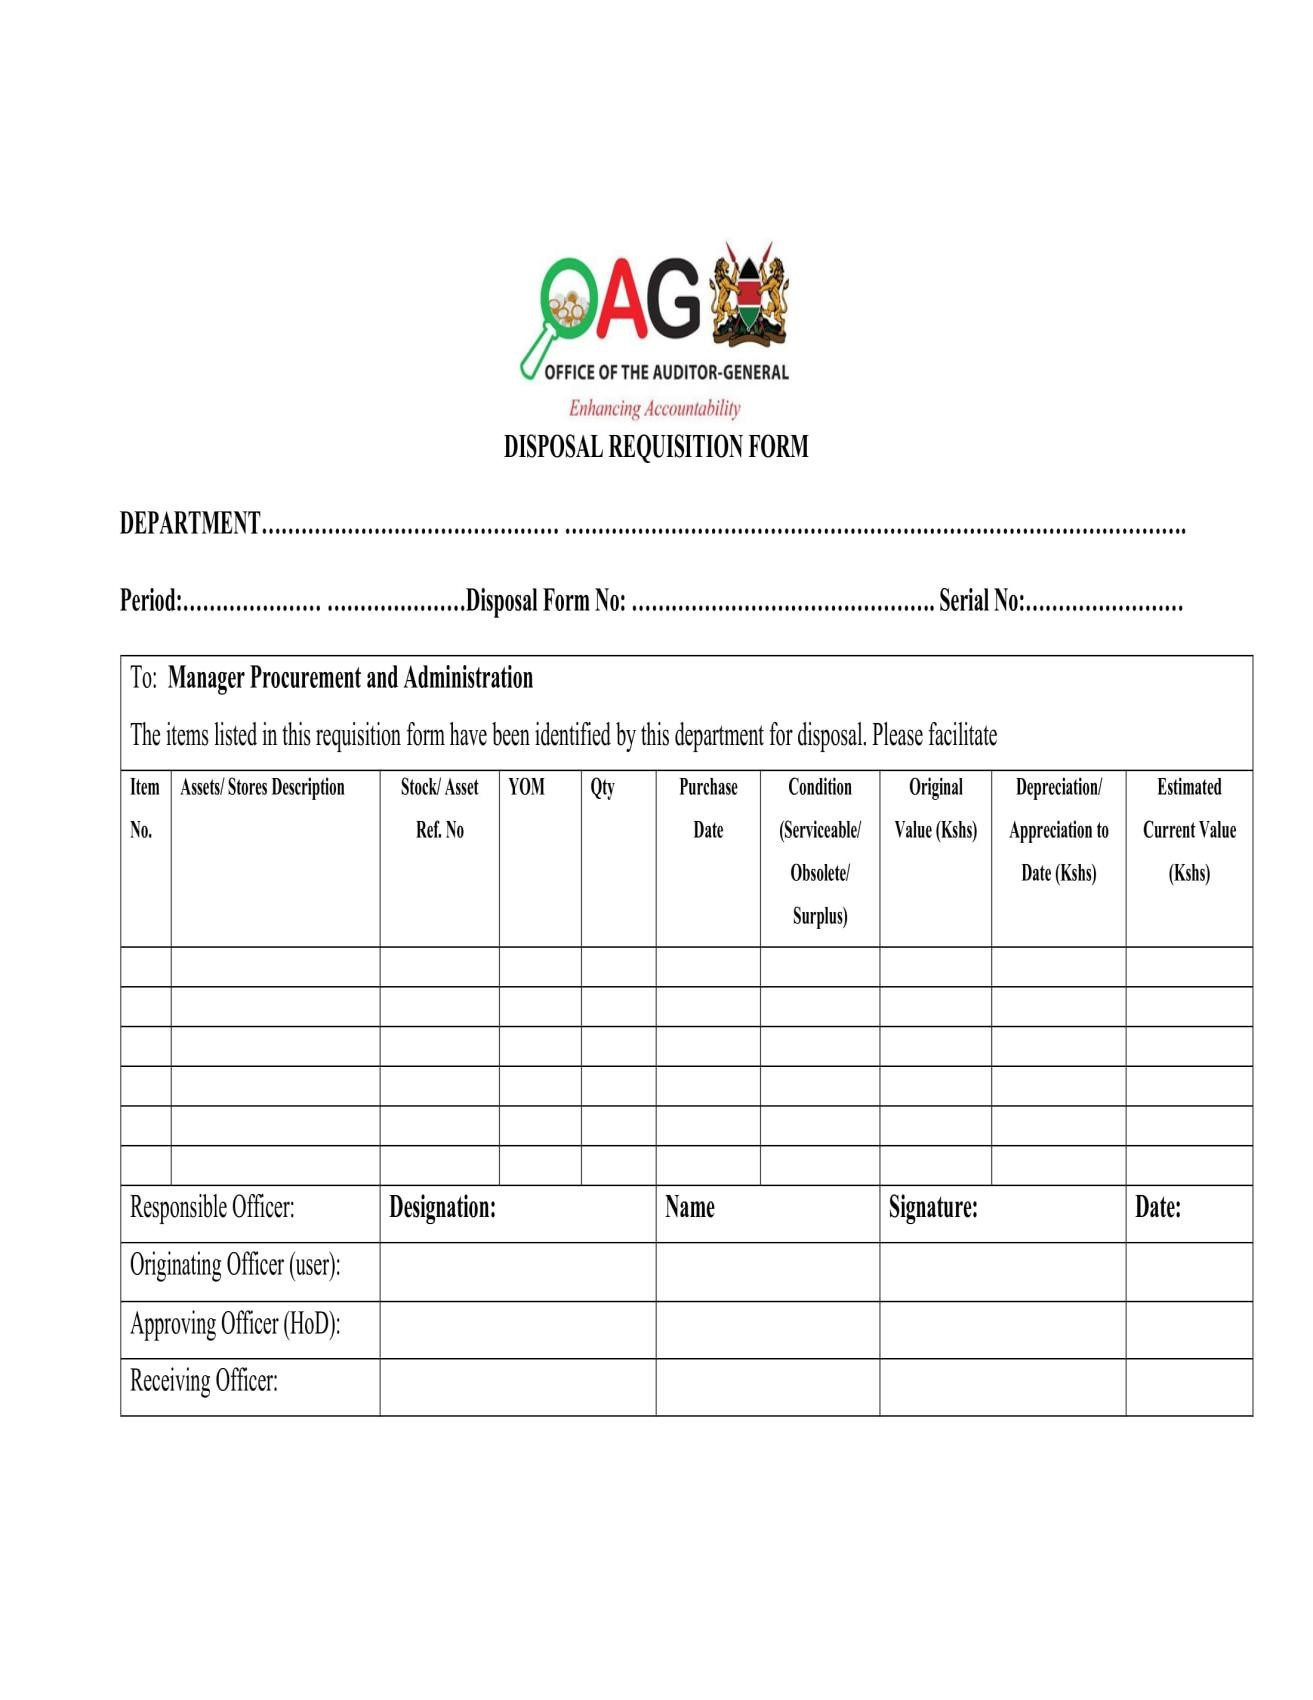 OAG
OFFICE OF THE AUDITOR-GENERAL
Enhancing Accountability
DISPOSAL REQUISITION FORM
DEPARTMENT……………………………………… ………………………………………………………………………………….
Period:………………… …………………Disposal Form No: ………………………………………. Serial No:……………………
To: Manager Procurement and Administration
The items listed in this requisition form have been identified by this department for disposal. Please facilitate
Item No. Assets/ Stores Description Stock/ Asset Ref. No YOM Qty Purchase Date Condition (Serviceable/ Obsolete/ Surplus) Original Value (Kshs) Depreciation/ Appreciation to Date (Kshs) Estimated Current Value (Kshs)
Responsible Officer: Designation: Name Signature: Date:
Originating Officer (user):
Approving Officer (HoD):
Receiving Officer: